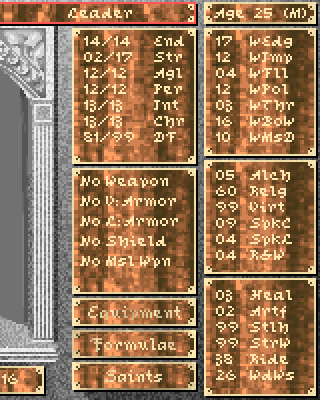 Leader
14/14 End
02/17 Str
12/12 Agl
12/12 Per
13/13 Int
13/13 Chr
81/99 DF
No Weapon
No V:Armor
No L:Armor
No Shield
No Msl Wpn
Equipment
Formulae
Saints
16
Age 25 (M)
17 WEdg
12 WImp
04 WFll
12 WPol
03 WThr
16 WBow
10 WMsD
05 Alch
60 Relg
99 Virt
09 SpkC
04 SpkL
04 R&W
03 Heal
02 Artf
99 Stlh
99 StrW
38 Ride
26 WdWs